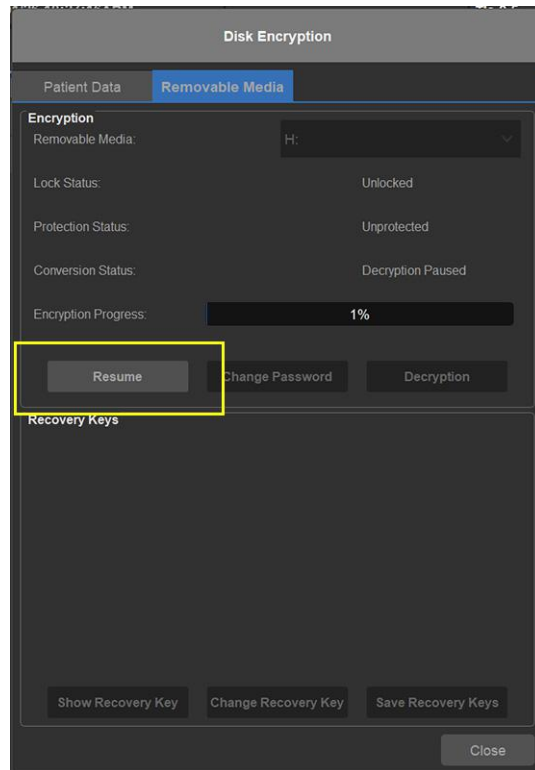 Disk Encryption
Patient Data Removable Media
Encryption
Removable Media: H:
Lock Status: Unlocked
Protection Status: Unprotected
Conversion Status: Decryption Paused
Encryption Progress: 1%
Resume Change Password Decryption
Recovery Keys
Show Recovery Key Change Recovery Key Save Recovery Keys
Close